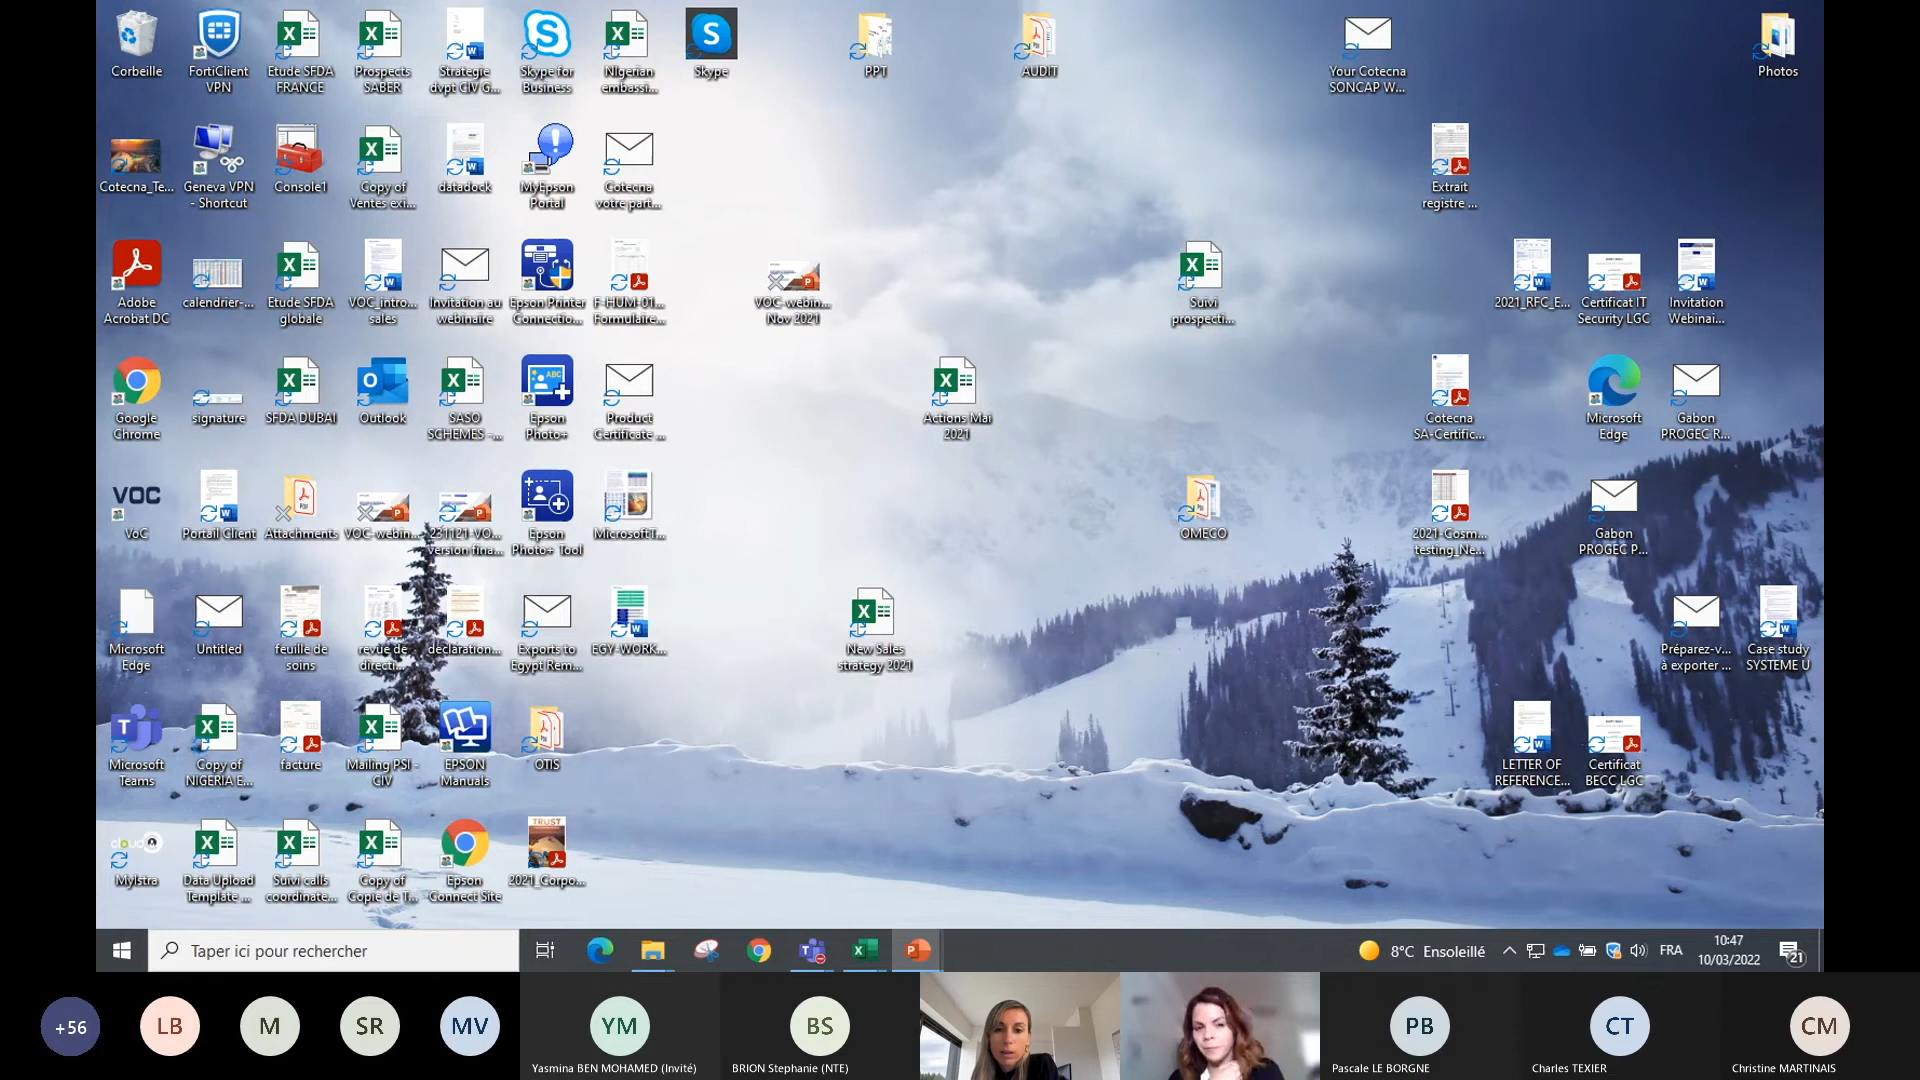 Corbeille
FortiClient
VPN
Etude SFDA
FRANCE
Prospects
SABER
Strategie
dvpt CIV G...
Skype for
Business
NIgerian
embassi...
Skype
PPT
AUDIT
Your Cotecna
SONCAP W...
Photos
Cotecna_Te...
Geneva VPN
- Shortcut
Console1
Copy of
Ventes exi...
datadock
MyEpson
Portal
Cotecna
votre part...
Extrait
registre ...
Adobe
Acrobat DC
calendrier-...
Etude SFDA
globale
VOC_intro...
sales
Invitation au
webinaire
Epson Printer
Connectio...
F-HUM-01...
Formulaire...
VOC-webin...
Nov 2021
Suivi
prospecti...
2021_RFC_E...
Certificat IT
Security LGC
Invitation
Webinai...
Google
Chrome
signature
SFDA DUBAI
Outlook
SASO
SCHEMES -...
Epson
Photo+
Product
Certificate ...
Actions Mai
2021
Cotecna
SA-Certific...
Microsoft
Edge
Gabon
PROGEC R...
VOC
VoC
Portail Client
Attachments
VOC-webin...
231121-VO...
version fina...
Epson
Photo+ Tool
MicrosoftT...
OMECO
2021-Cosm...
testing_Ne...
Gabon
PROGEC P...
Microsoft
Edge
Untitled
feuille de
soins
revue de
directi...
declaration...
Exports to
Egypt Rem...
EGY-WORK...
New Sales
strategy 2021
Préparez-v...
à exporter ...
Case study
SYSTEME U
Microsoft
Teams
Copy of
NIGERIA E...
facture
Mailing PSI -
CIV
EPSON
Manuals
OTIS
LETTER OF
REFERENCE...
Certificat
BECC LGC
MyIstra
Data Upload
Template ...
Suivi calls
coordinate...
Copy of
Copie de T...
Epson
Connect Site
TRUST
2021_Corpo...
Taper ici pour rechercher
8°C Ensoleillé
FRA
10:47
10/03/2022
21
+56
LB
M
SR
MV
YM
Yasmina BEN MOHAMED (Invité)
BS
BRION Stephanie (NTE)
PB
Pascale LE BORGNE
CT
Charles TEXIER
CM
Christine MARTINAIS